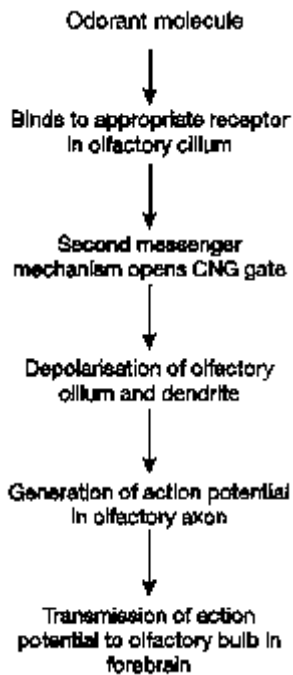 Odorant molecule
Binds to appropriate receptor
in olfactory cilium
Second messenger
mechanism opens CNG gate
Depolarisation of olfactory
cilium and dendrite
Generation of action potential
in olfactory axon
Transmission of action
potential to olfactory bulb in
forebrain